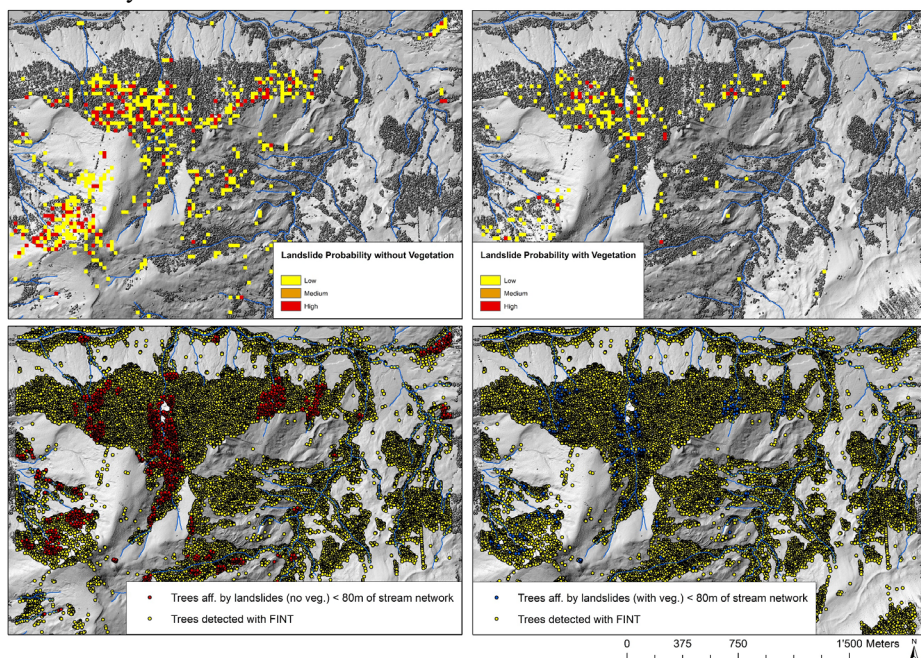 Landslide Probability without Vegetation
Low
Medium
High
Landslide Probability with Vegetation
Low
Medium
High
Trees aff. by landslides (no veg.) < 80m of stream network
Trees detected with FINT
Trees aff. by landslides (with veg.) < 80m of stream network
Trees detected with FINT
0 375 750 1'500 Meters
N